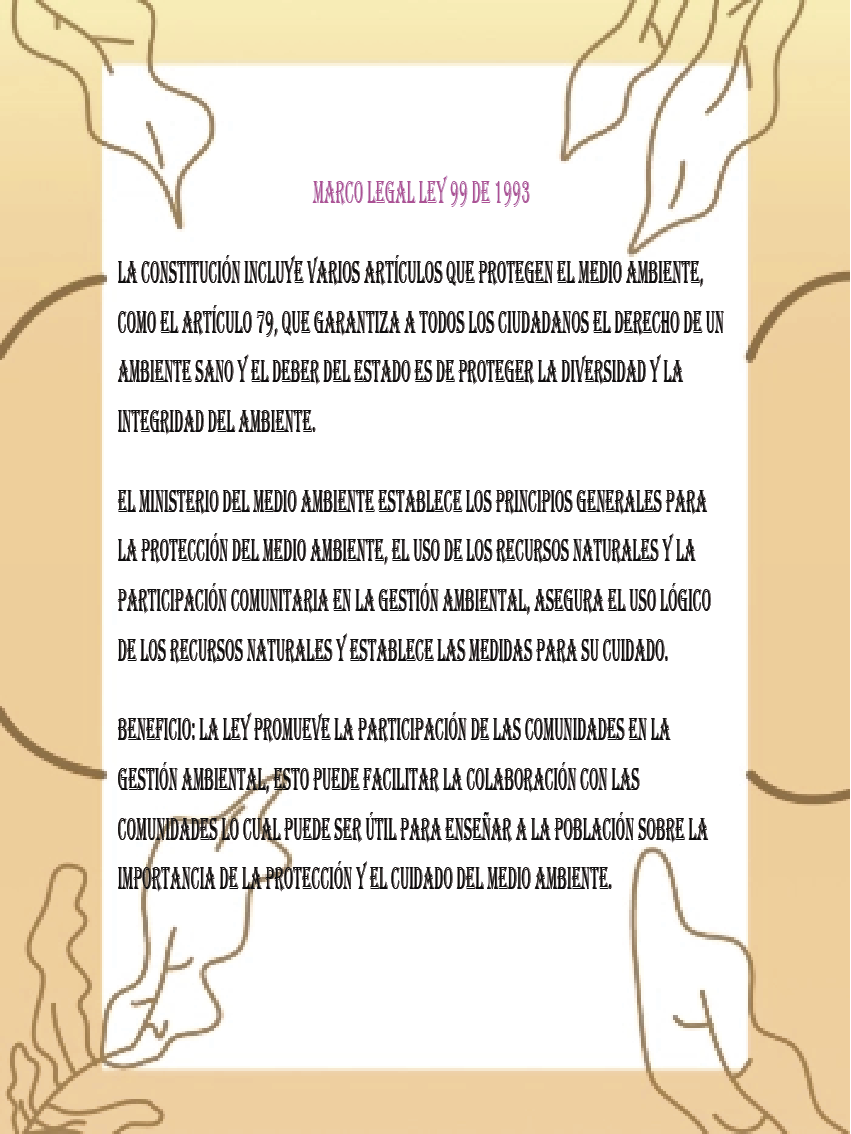 MARCO LEGAL LEY 99 DE 1993
LA CONSTITUCIÓN INCLUYE VARIOS ARTÍCULOS QUE PROTEGEN EL MEDIO AMBIENTE,
COMO EL ARTÍCULO 79, QUE GARANTIZA A TODOS LOS CIUDADANOS EL DERECHO DE UN
AMBIENTE SANO Y EL DEBER DEL ESTADO ES DE PROTEGER LA DIVERSIDAD Y LA
INTEGRIDAD DEL AMBIENTE.
EL MINISTERIO DEL MEDIO AMBIENTE ESTABLECE LOS PRINCIPIOS GENERALES PARA
LA PROTECCIÓN DEL MEDIO AMBIENTE, EL USO DE LOS RECURSOS NATURALES Y LA
PARTICIPACIÓN COMUNITARIA EN LA GESTIÓN AMBIENTAL, ASEGURA EL USO LÓGICO
DE LOS RECURSOS NATURALES Y ESTABLECE LAS MEDIDAS PARA SU CUIDADO.
BENEFICIO: LA LEY PROMUEVE LA PARTICIPACIÓN DE LAS COMUNIDADES EN LA
GESTIÓN AMBIENTAL, ESTO PUEDE FACILITAR LA COLABORACIÓN CON LAS
COMUNIDADES LO CUAL PUEDE SER ÚTIL PARA ENSEÑAR A LA POBLACIÓN SOBRE LA
IMPORTANCIA DE LA PROTECCIÓN Y EL CUIDADO DEL MEDIO AMBIENTE.